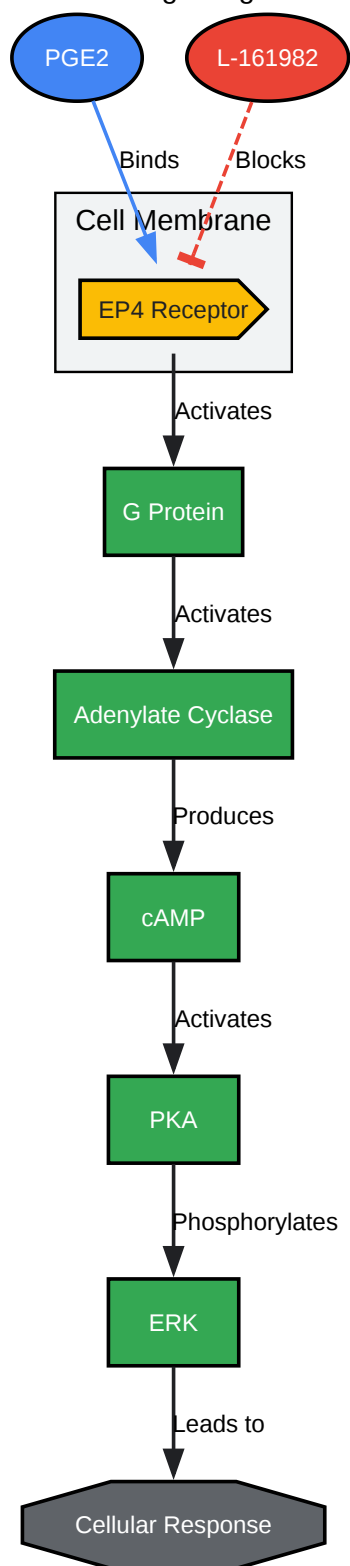 PGE2
L-161982
Binds
Blocks
Cell Membrane
EP4 Receptor
Activates
G Protein
Activates
Adenylate Cyclase
Produces
cAMP
Activates
PKA
Phosphorylates
ERK
Leads to
Cellular Response